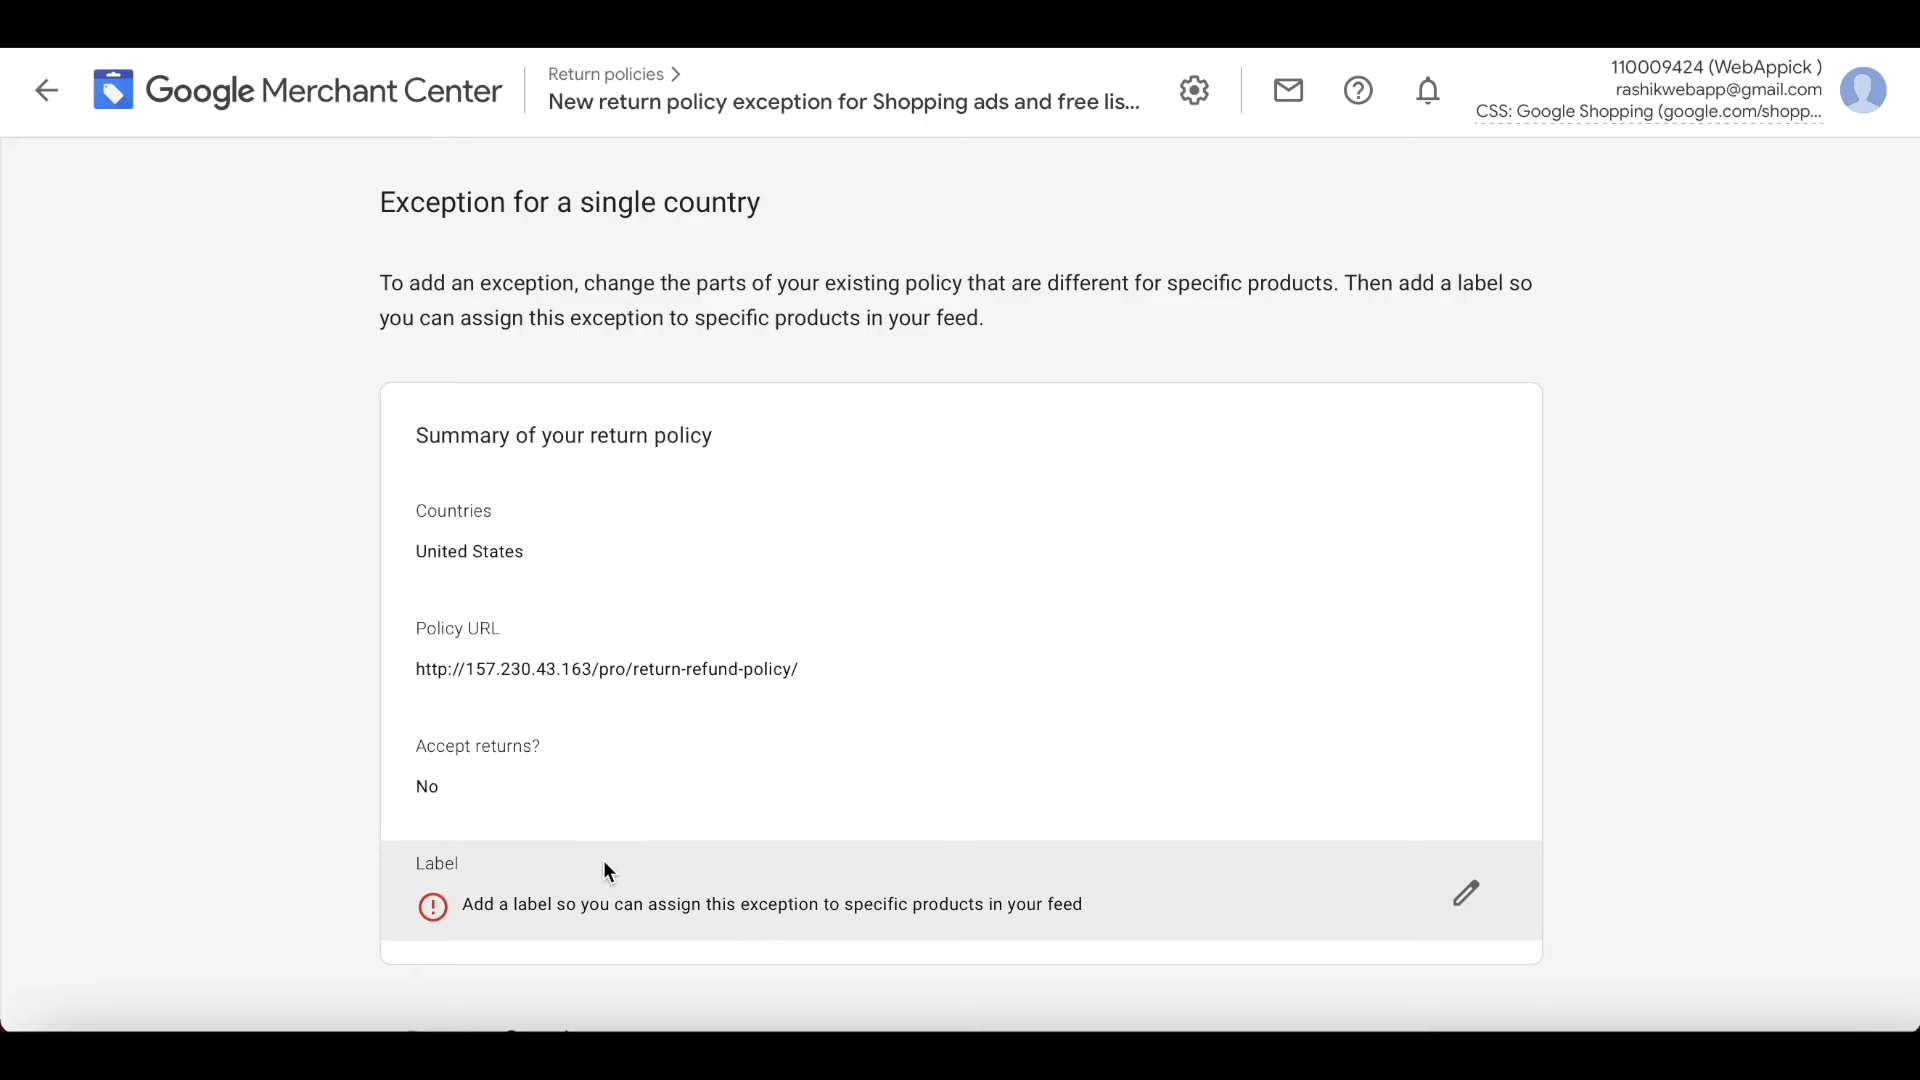 Google Merchant Center
Return policies >
New return policy exception for Shopping ads and free lis...
110009424 (WebAppick )
rashikwebapp@gmail.com
CSS: Google Shopping (google.com/shopp...
Exception for a single country
To add an exception, change the parts of your existing policy that are different for specific products. Then add a label so
you can assign this exception to specific products in your feed.
Summary of your return policy
Countries
United States
Policy URL
http://157.230.43.163/pro/return-refund-policy/
Accept returns?
No
Label
Add a label so you can assign this exception to specific products in your feed